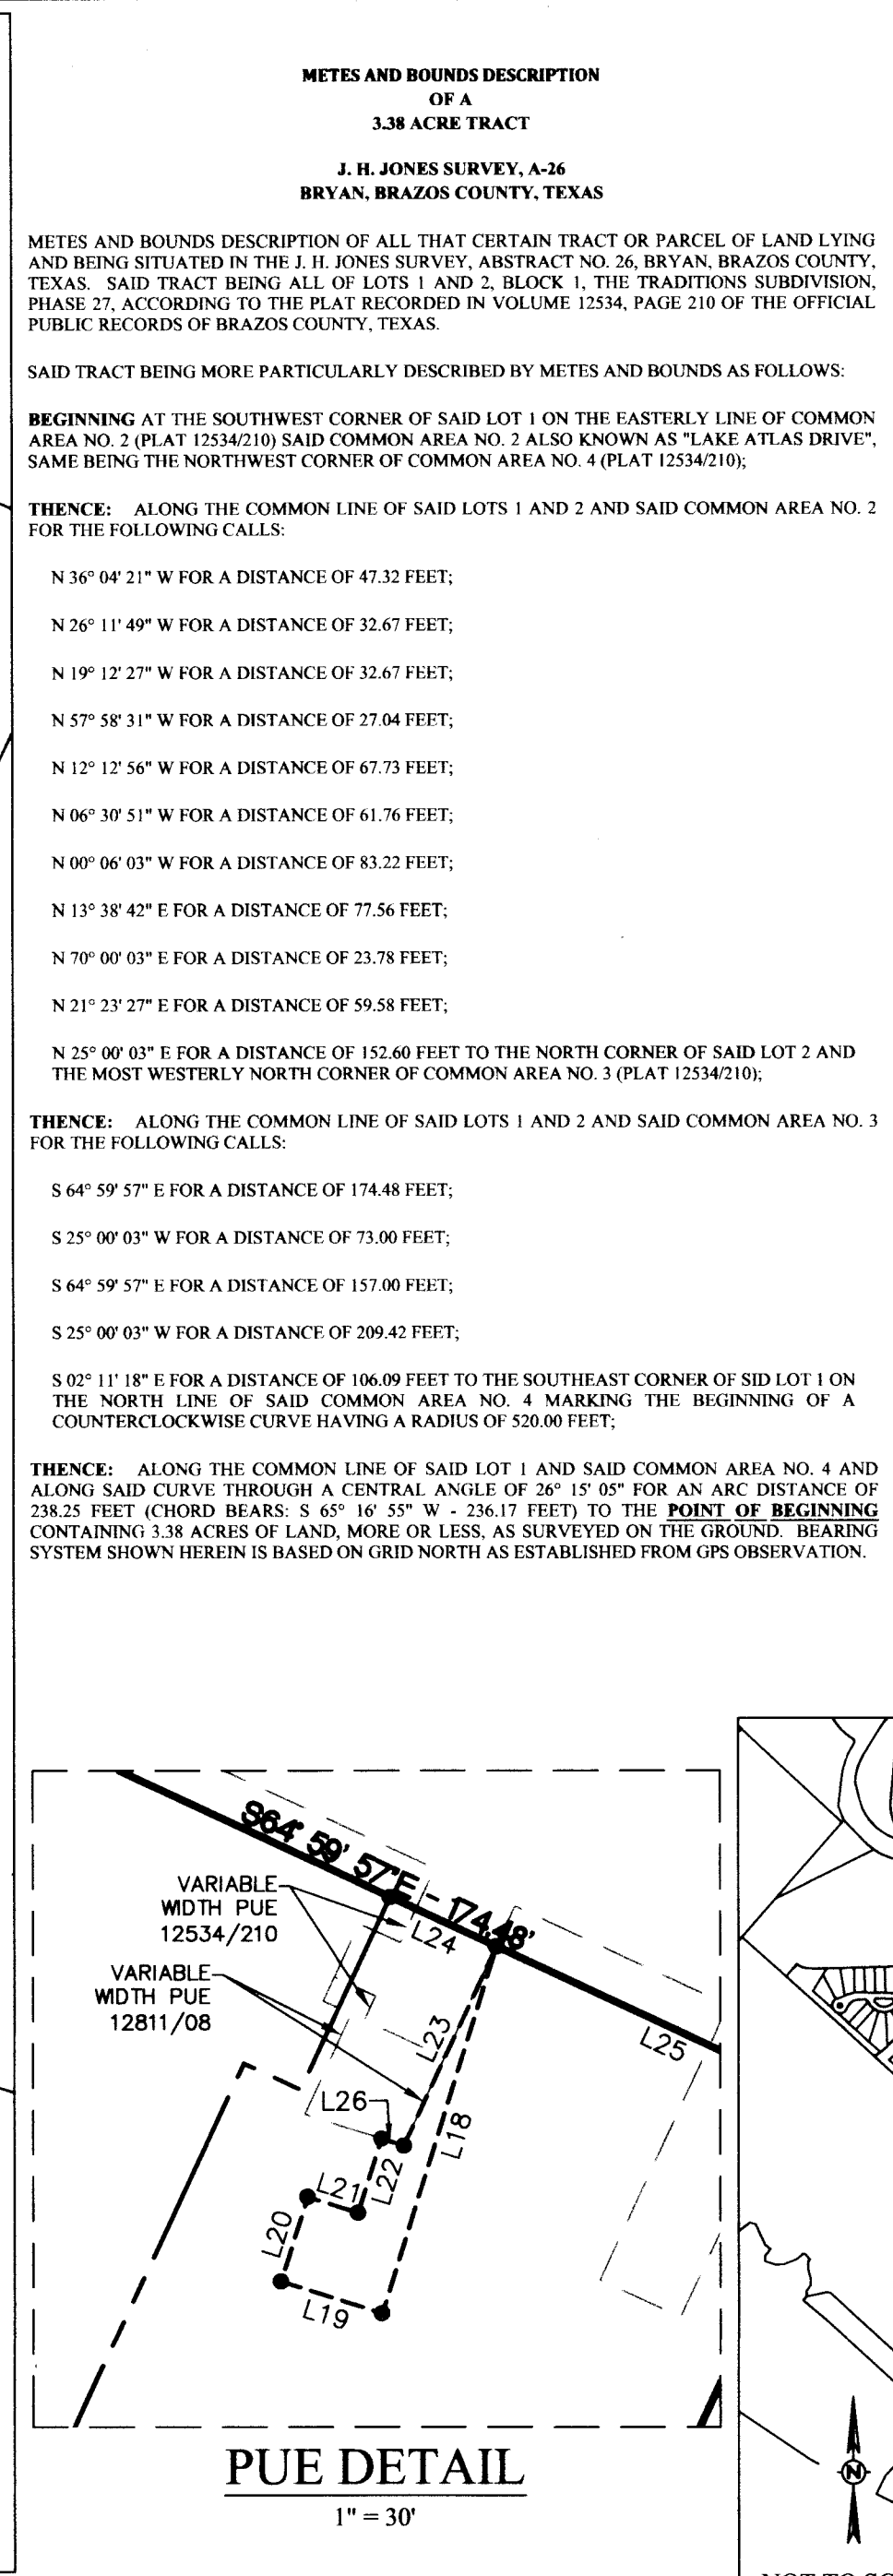 METES AND BOUNDS DESCRIPTION
OF A
3.38 ACRE TRACT
J. H. JONES SURVEY, A-26
BRYAN, BRAZOS COUNTY, TEXAS
METES AND BOUNDS DESCRIPTION OF ALL THAT CERTAIN TRACT OR PARCEL OF LAND LYING
AND BEING SITUATED IN THE J. H. JONES SURVEY, ABSTRACT NO. 26, BRYAN, BRAZOS COUNTY,
TEXAS. SAID TRACT BEING ALL OF LOTS 1 AND 2, BLOCK 1, THE TRADITIONS SUBDIVISION,
PHASE 27, ACCORDING TO THE PLAT RECORDED IN VOLUME 12534, PAGE 210 OF THE OFFICIAL
PUBLIC RECORDS OF BRAZOS COUNTY, TEXAS.
SAID TRACT BEING MORE PARTICULARLY DESCRIBED BY METES AND BOUNDS AS FOLLOWS:
BEGINNING AT THE SOUTHWEST CORNER OF SAID LOT 1 ON THE EASTERLY LINE OF COMMON
AREA NO. 2 (PLAT 12534/210) SAID COMMON AREA NO. 2 ALSO KNOWN AS "LAKE ATLAS DRIVE",
SAME BEING THE NORTHWEST CORNER OF COMMON AREA NO. 4 (PLAT 12534/210);
THENCE: ALONG THE COMMON LINE OF SAID LOTS 1 AND 2 AND SAID COMMON AREA NO. 2
FOR THE FOLLOWING CALLS:
N 36° 04' 21" W FOR A DISTANCE OF 47.32 FEET;
N 26° 11' 49" W FOR A DISTANCE OF 32.67 FEET;
N 19° 12' 27" W FOR A DISTANCE OF 32.67 FEET;
N 57° 58' 31" W FOR A DISTANCE OF 27.04 FEET;
N 12° 12' 56" W FOR A DISTANCE OF 67.73 FEET;
N 06° 30' 51" W FOR A DISTANCE OF 61.76 FEET;
N 00° 06' 03" W FOR A DISTANCE OF 83.22 FEET;
N 13° 38' 42" E FOR A DISTANCE OF 77.56 FEET;
N 70° 00' 03" E FOR A DISTANCE OF 23.78 FEET;
N 21° 23' 27" E FOR A DISTANCE OF 59.58 FEET;
N 25° 00' 03" E FOR A DISTANCE OF 152.60 FEET TO THE NORTH CORNER OF SAID LOT 2 AND
THE MOST WESTERLY NORTH CORNER OF COMMON AREA NO. 3 (PLAT 12534/210);
THENCE: ALONG THE COMMON LINE OF SAID LOTS 1 AND 2 AND SAID COMMON AREA NO. 3
FOR THE FOLLOWING CALLS:
S 64° 59' 57" E FOR A DISTANCE OF 174.48 FEET;
S 25° 00' 03" W FOR A DISTANCE OF 73.00 FEET;
S 64° 59' 57" E FOR A DISTANCE OF 157.00 FEET;
S 25° 00' 03" W FOR A DISTANCE OF 209.42 FEET;
S 02° 11' 18" E FOR A DISTANCE OF 106.09 FEET TO THE SOUTHEAST CORNER OF SID LOT 1 ON
THE NORTH LINE OF SAID COMMON AREA NO. 4 MARKING THE BEGINNING OF A
COUNTERCLOCKWISE CURVE HAVING A RADIUS OF 520.00 FEET;
THENCE: ALONG THE COMMON LINE OF SAID LOT 1 AND SAID COMMON AREA NO. 4 AND
ALONG SAID CURVE THROUGH A CENTRAL ANGLE OF 26° 15' 05" FOR AN ARC DISTANCE OF
238.25 FEET (CHORD BEARS: S 65° 16' 55" W - 236.17 FEET) TO THE POINT OF BEGINNING
CONTAINING 3.38 ACRES OF LAND, MORE OR LESS, AS SURVEYED ON THE GROUND. BEARING
SYSTEM SHOWN HEREIN IS BASED ON GRID NORTH AS ESTABLISHED FROM GPS OBSERVATION.
S64° 59' 57"E - 174.48'
VARIABLE
WIDTH PUE
12534/210
L24
VARIABLE
WIDTH PUE
12811/08
L23
L25
L26
L18
L22
L21
L20
L19
N
PUE DETAIL
1" = 30'